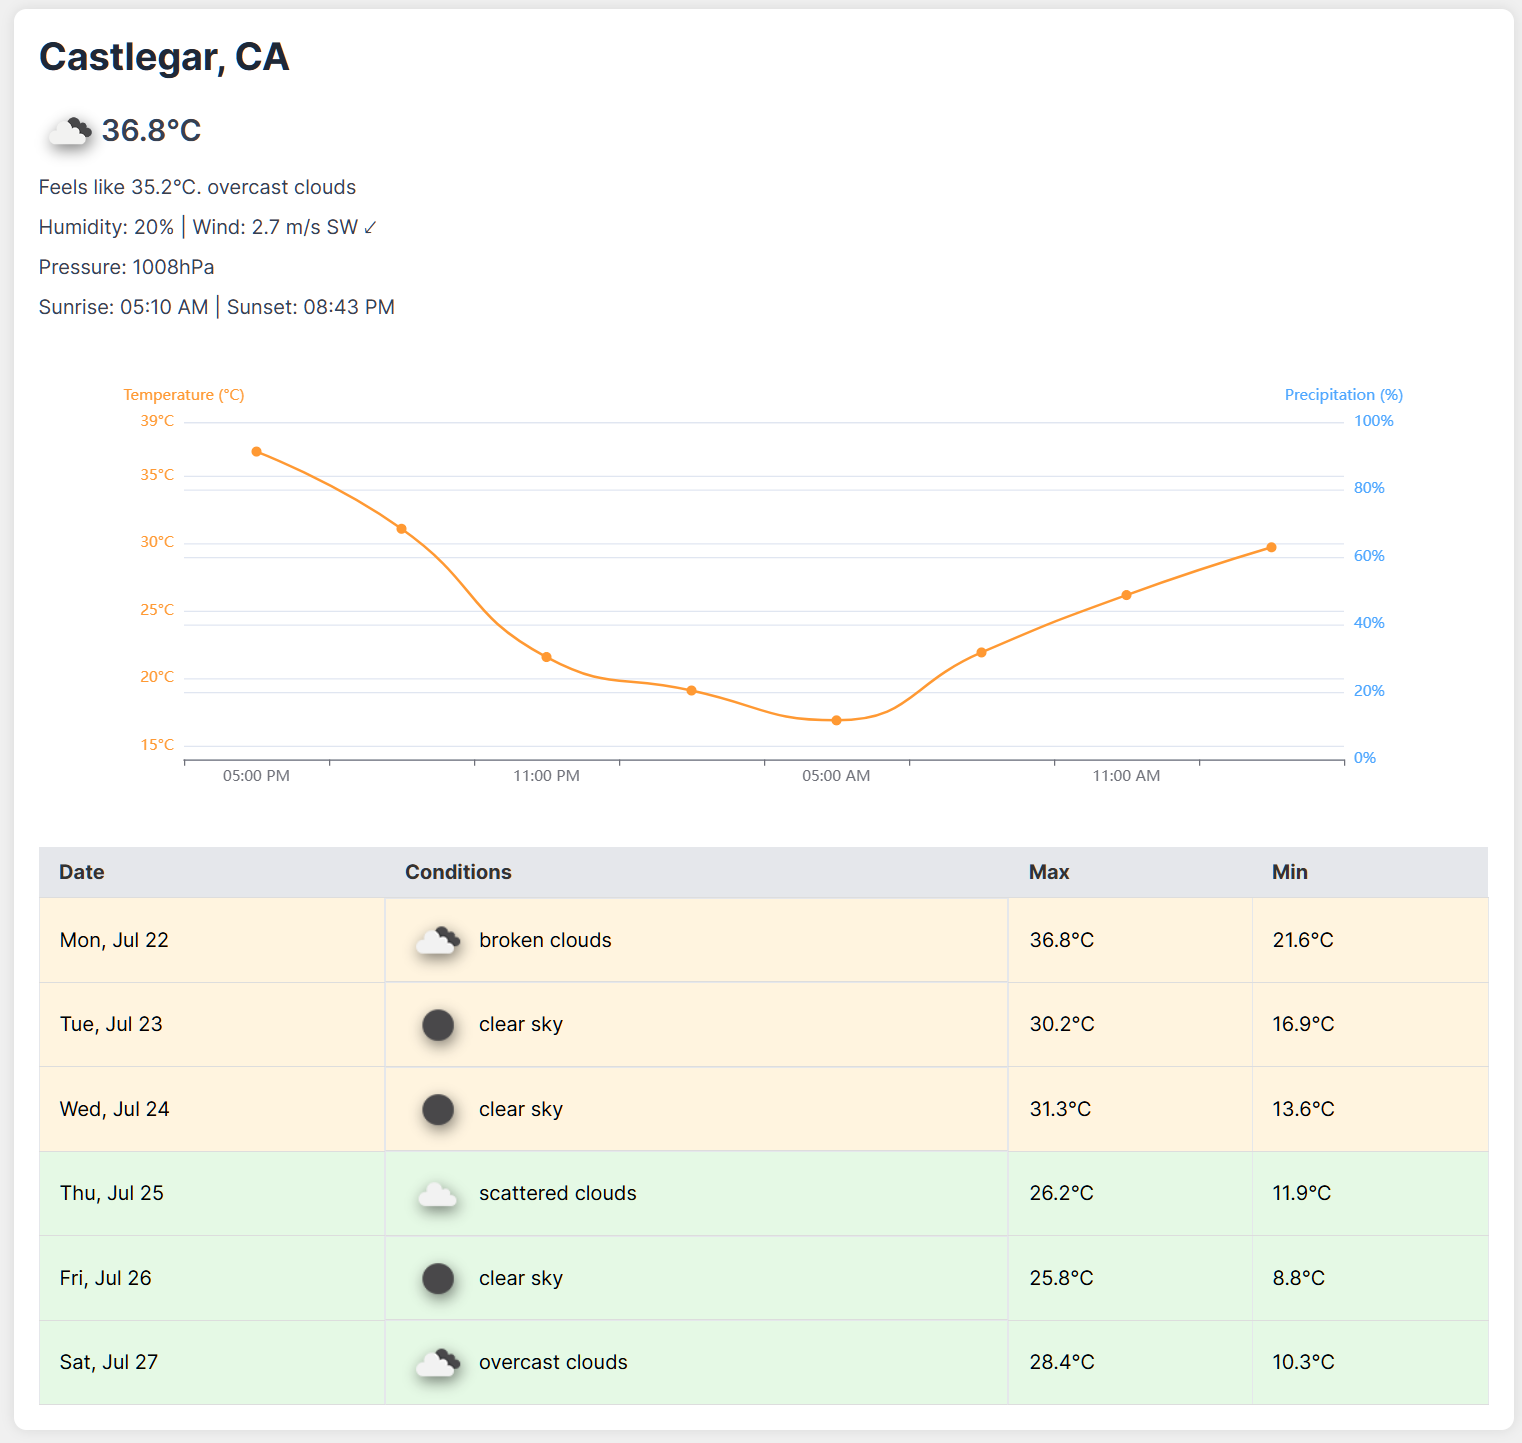 Castlegar, CA
36.8°C
Feels like 35.2°C. overcast clouds
Humidity: 20% | Wind: 2.7 m/s SW ↙
Pressure: 1008hPa
Sunrise: 05:10 AM | Sunset: 08:43 PM
Temperature (°C) Precipitation (%)
39°C 100%
35°C
80%
30°C
60%
25°C
40%
20°C
20%
15°C
0%
05:00 PM 11:00 PM 05:00 AM 11:00 AM
Date Conditions Max Min
Mon, Jul 22 broken clouds 36.8°C 21.6°C
Tue, Jul 23 clear sky 30.2°C 16.9°C
Wed, Jul 24 clear sky 31.3°C 13.6°C
Thu, Jul 25 scattered clouds 26.2°C 11.9°C
Fri, Jul 26 clear sky 25.8°C 8.8°C
Sat, Jul 27 overcast clouds 28.4°C 10.3°C